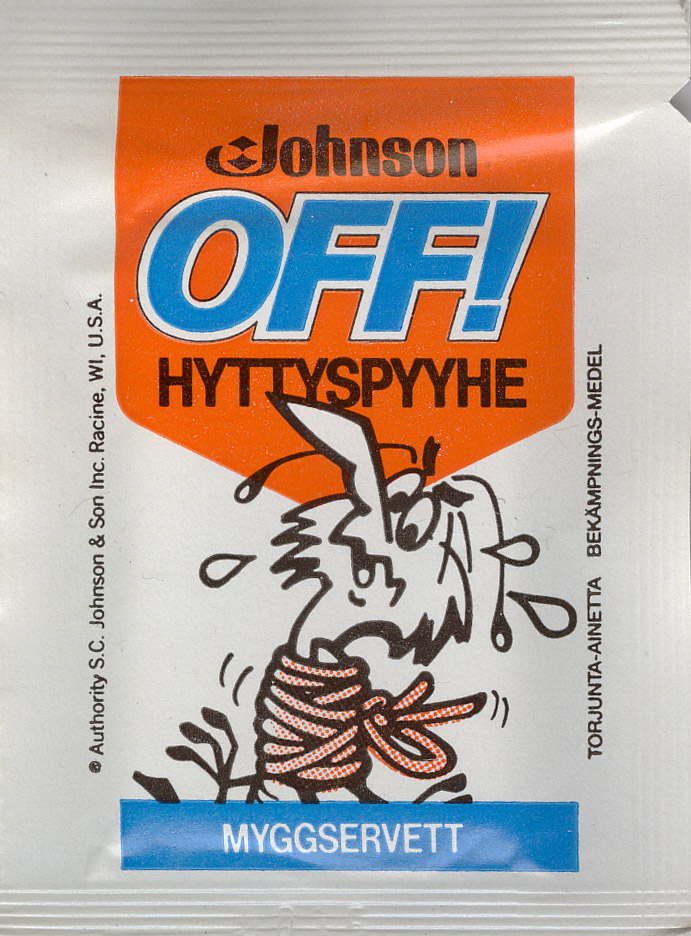 Johnson
OFF!
HYTTYSPYYHE
® Authority S.C. Johnson & Son Inc. Racine, WI, U.S.A.
TORJUNTA-AINETTA BEKÄMPNINGS-MEDEL
MYGGSERVETT